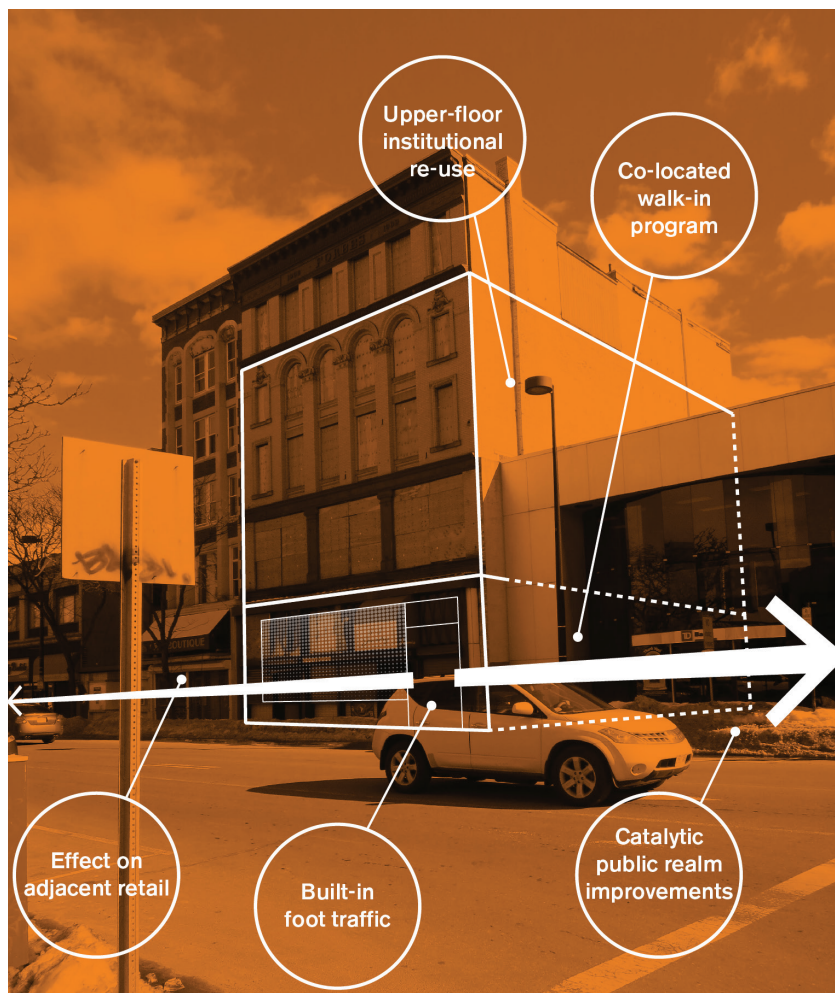 Upper-floor
institutional
re-use
Co-located
walk-in
program
BOUTIQUE
TD
Effect on
adjacent retail
Built-in
foot traffic
Catalytic
public realm
improvements